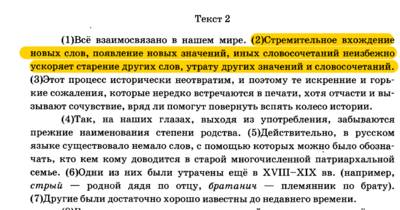 Текст 2
(1)Всё взаимосвязано в нашем мире. (2)Стремительное вхождение
новых слов, появление новых значений, иных словосочетаний неизбежно
ускоряет старение других слов, утрату других значений и словосочетаний.
(3)Этот процесс исторически неотвратим, и поэтому те искренние и горь-
кие сожаления, которые нередко встречаются в печати, хотя отчасти и вы-
зывают сочувствие, вряд ли помогут повернуть вспять колесо истории.
(4)Так, на наших глазах, выходя из употребления, забываются
прежние наименования степени родства. (5)Действительно, в русском
языке существовало немало слов, с помощью которых можно было обозна-
чать, кто кем кому доводится в старой многочисленной патриархальной
семье. (6)Одни из них были утрачены ещё в XVIII–XIX вв. (например,
стрый — родной дядя по отцу, братанич — племянник по брату).
(7)Другие были достаточно хорошо известны до недавнего времени.